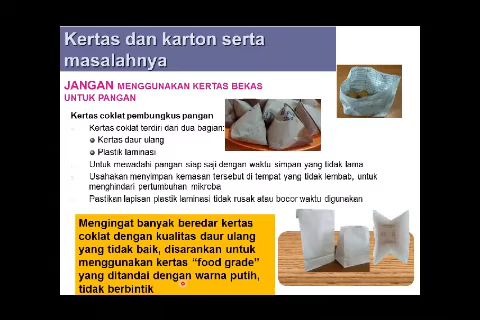 Kertas dan karton serta
masalahnya
JANGAN MENGGUNAKAN KERTAS BEKAS
UNTUK PANGAN
Kertas coklat pembungkus pangan
Kertas coklat terdiri dari dua bagian:
Kertas daur ulang
Plastik laminasi
Untuk mewadahi pangan siap saji dengan waktu simpan yang tidak lama
Usahakan menyimpan kemasan tersebut di tempat yang tidak lembab, untuk
menghindari pertumbuhan mikroba
Pastikan lapisan plastik laminasi tidak rusak atau bocor waktu digunakan
Mengingat banyak beredar kertas
coklat dengan kualitas daur ulang
yang tidak baik, disarankan untuk
menggunakan kertas “food grade”
yang ditandai dengan warna putih,
tidak berbintik